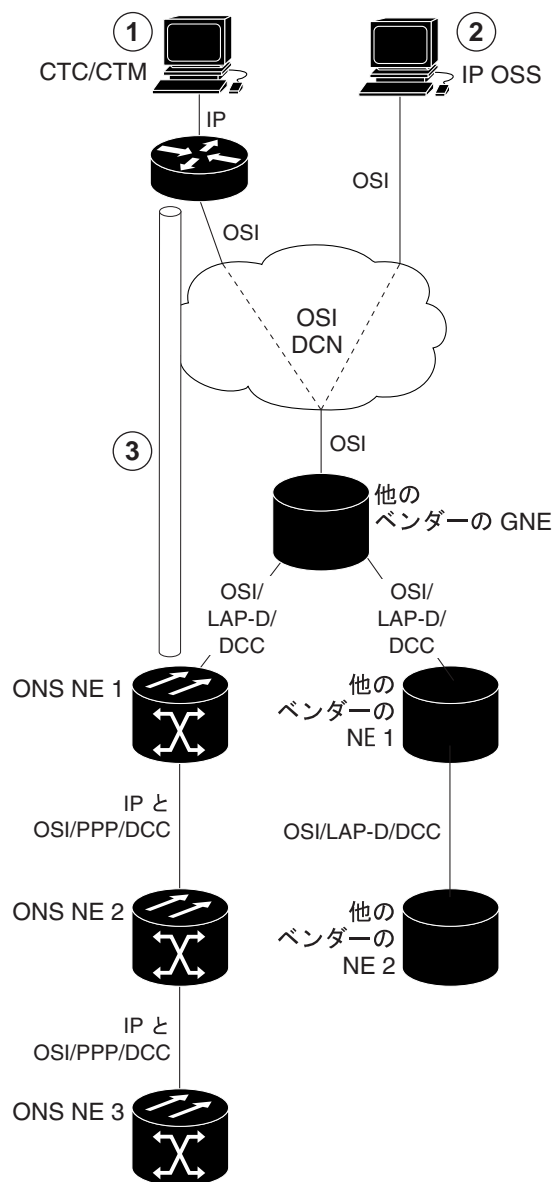 1
CTC/CTM
2
IP OSS
IP
OSI
OSI
OSI
DCN
3
OSI
他の
ベンダーの GNE
OSI/
LAP-D/
DCC
OSI/
LAP-D/
DCC
ONS NE 1
他の
ベンダーの
NE 1
IP と
OSI/PPP/DCC
OSI/LAP-D/DCC
ONS NE 2
他の
ベンダーの
NE 2
IP と
OSI/PPP/DCC
ONS NE 3